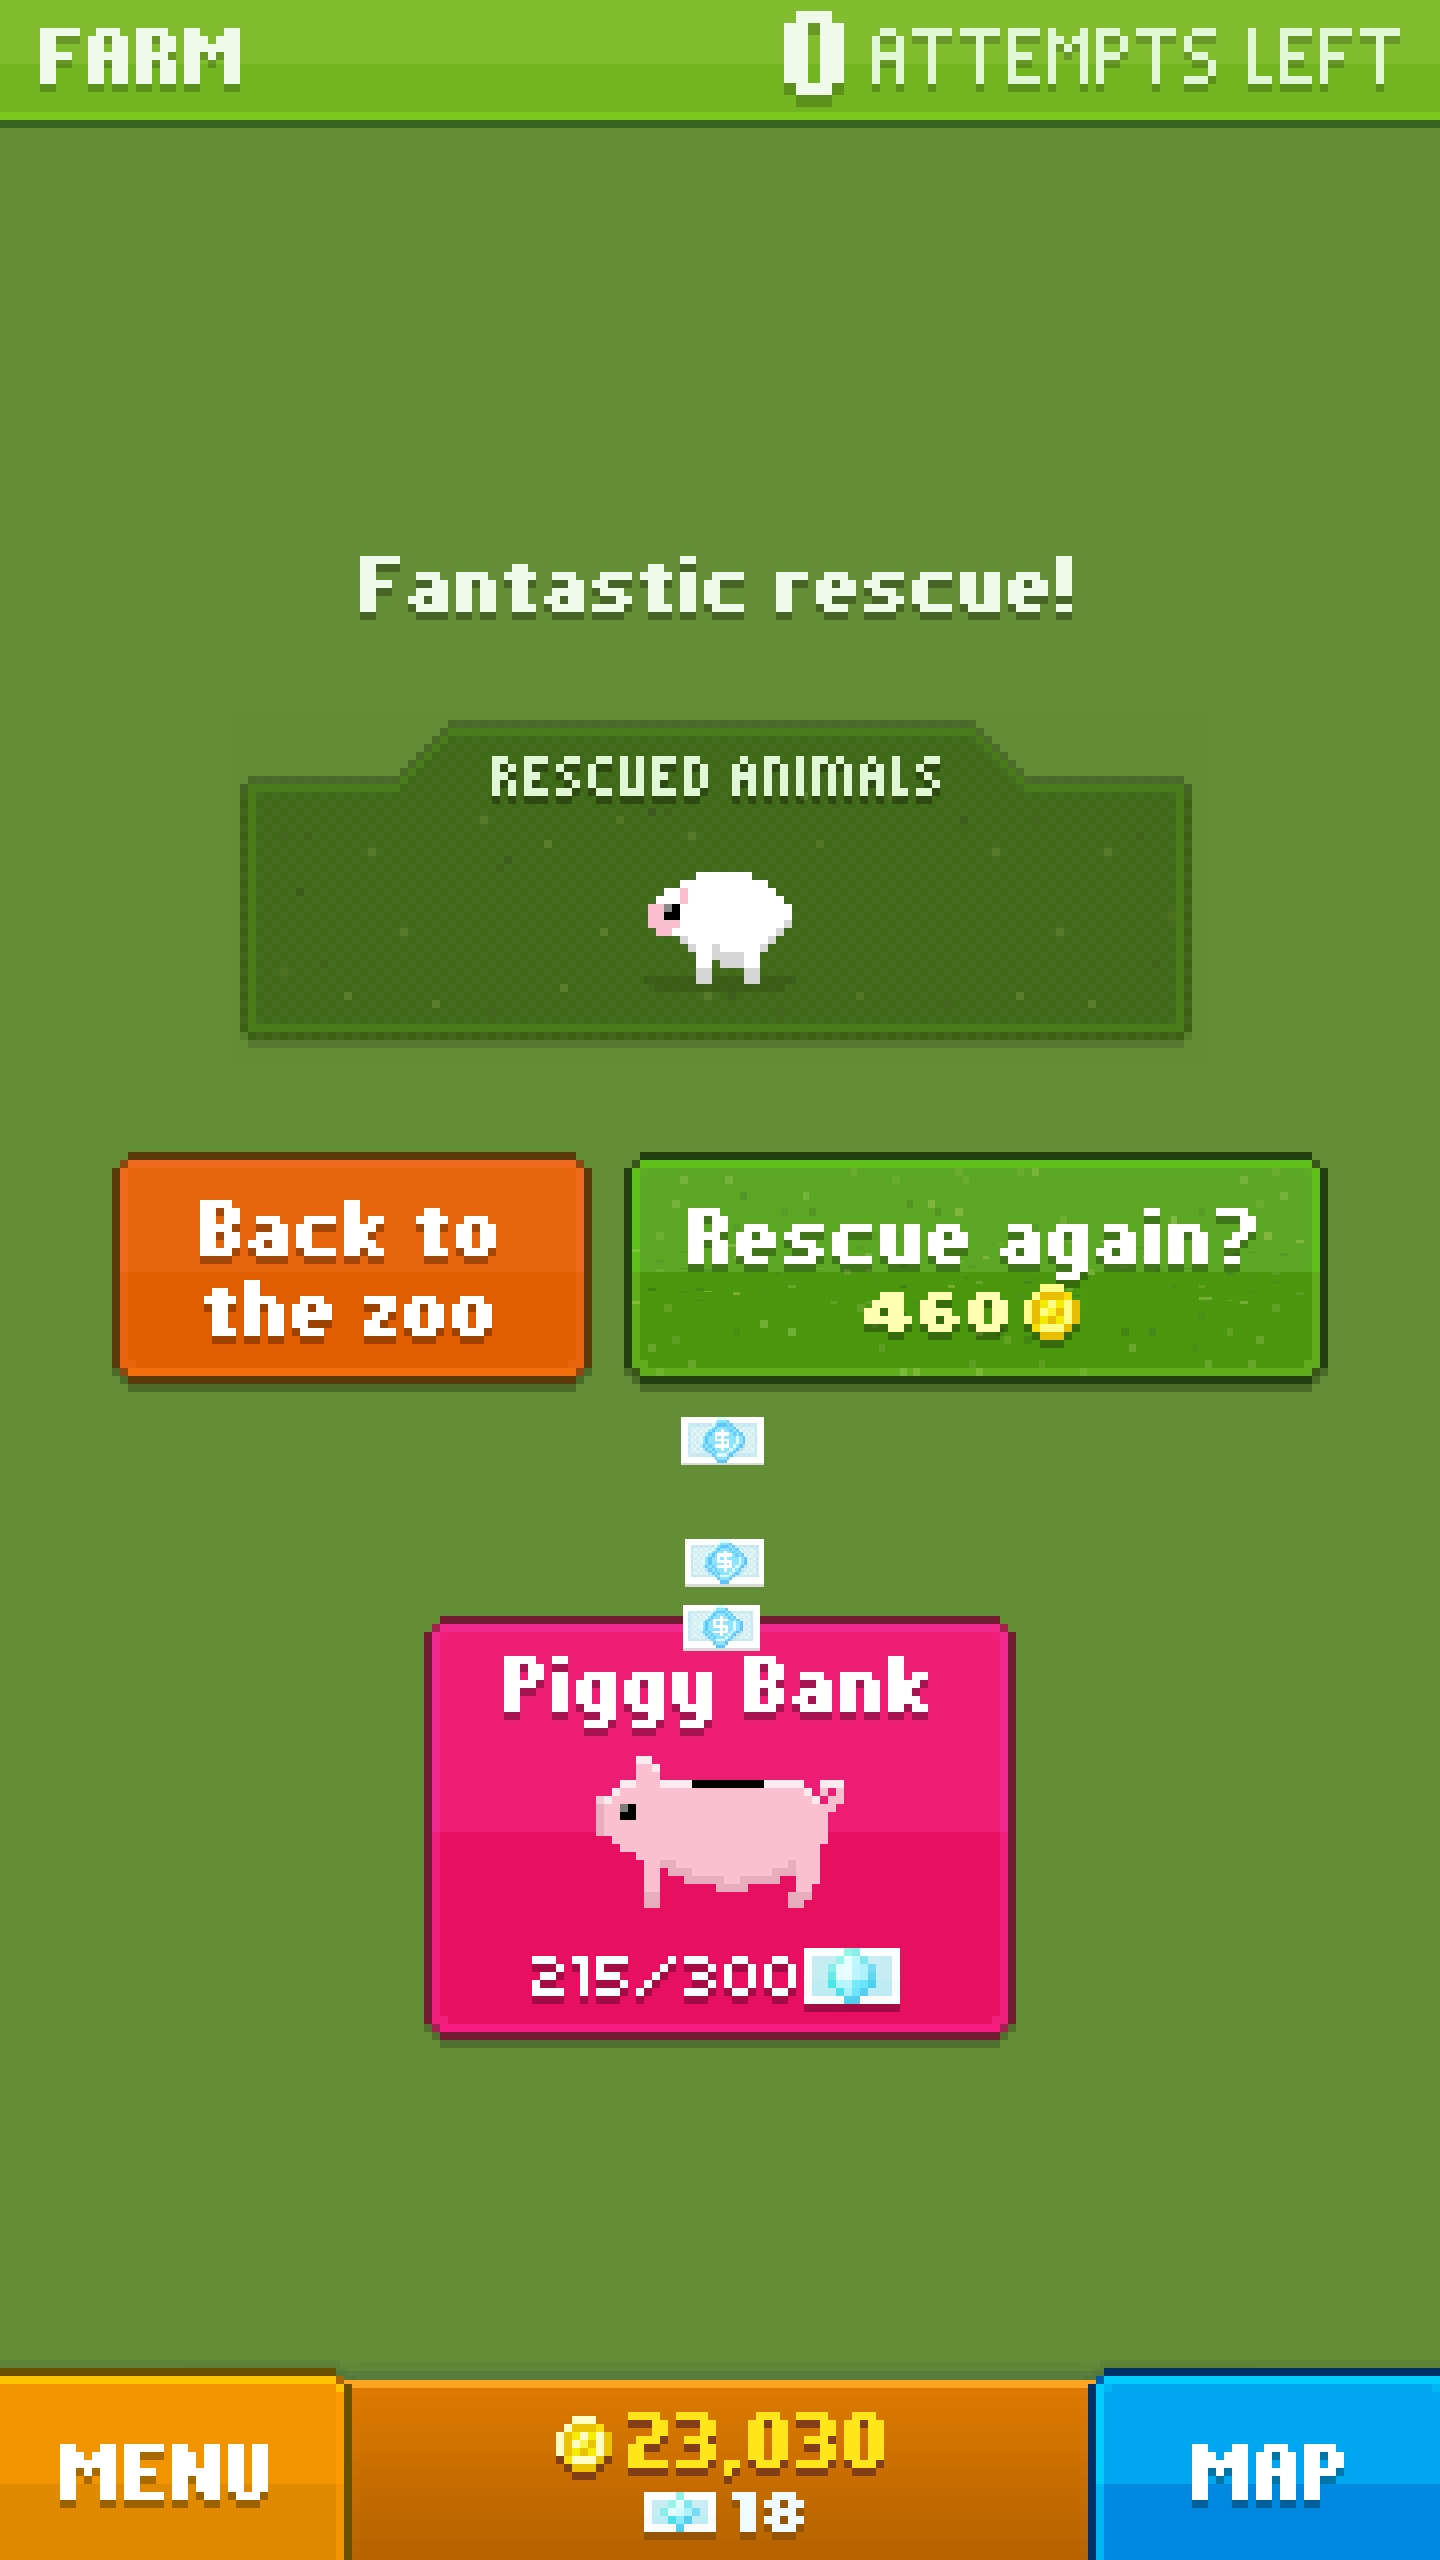 FARM
0 ATTEMPTS LEFT
Fantastic rescue!
RESCUED ANIMALS
Back to
the zoo
Rescue again?
460
$
$
$
Piggy Bank
215/300
MENU
23,030
18
MAP